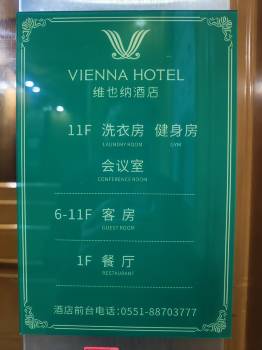 VIENNA HOTEL
维也纳酒店
11F 洗衣房 健身房
LAUNDRY ROOM GYM
会议室
CONFERENCE ROOM
6-11F 客房
GUEST ROOM
1F 餐厅
RESTAURANT
酒店前台电话:0551-88703777